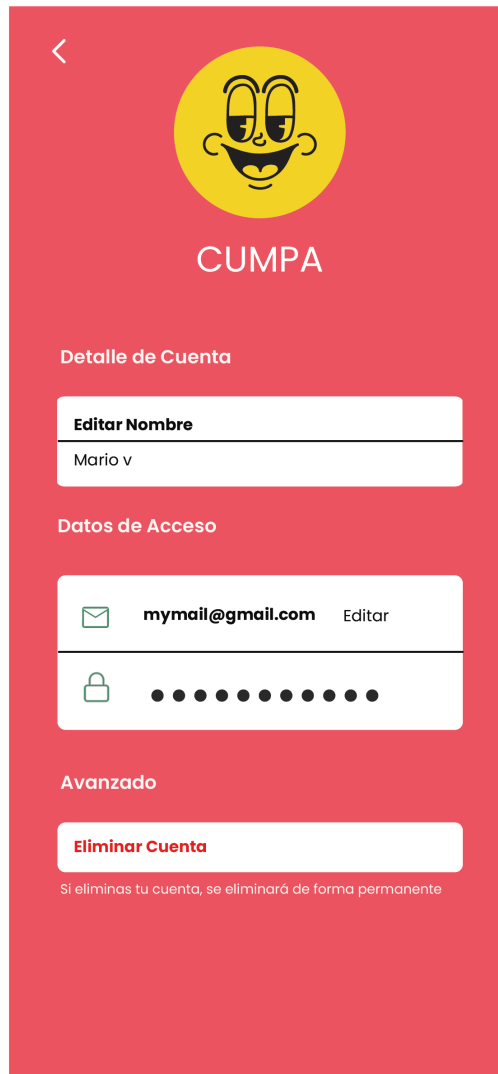 CUMPA
Detalle de Cuenta
Editar Nombre
Mario v
Datos de Acceso
mymail@gmail.com Editar
Avanzado
Eliminar Cuenta
Si eliminas tu cuenta, se eliminará de forma permanente